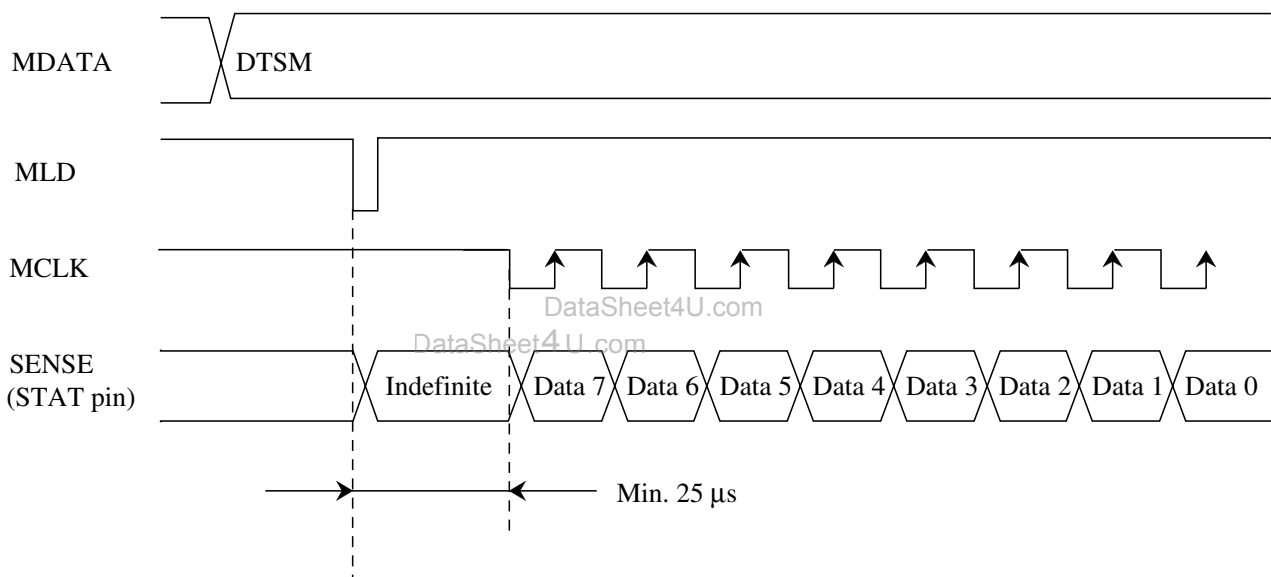 MDATA DTSM
MLD
MCLK
DataSheet4U.com
DataSheet4U.com
SENSE
(STAT pin)
Indefinite Data 7 Data 6 Data 5 Data 4 Data 3 Data 2 Data 1 Data 0
Min. 25 μs